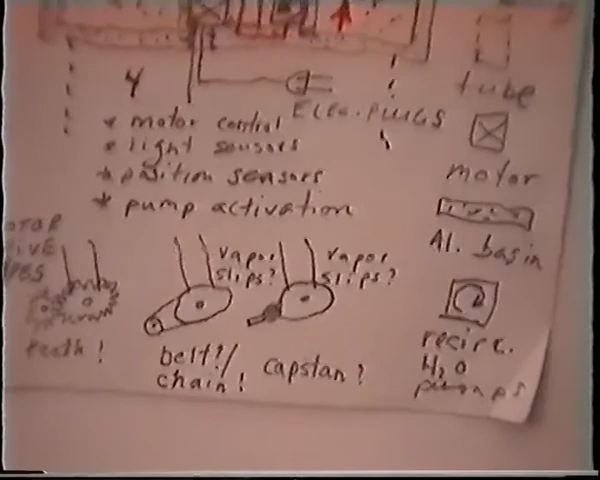 Elec. PLUGS
* motor control
* light sensors
* position sensors
* pump activation
tube
motor
Al. basin
recirc.
H2O
pumps
teeth!
vapor
slips?
belt?/
chain!
vapor
slips?
capstan?